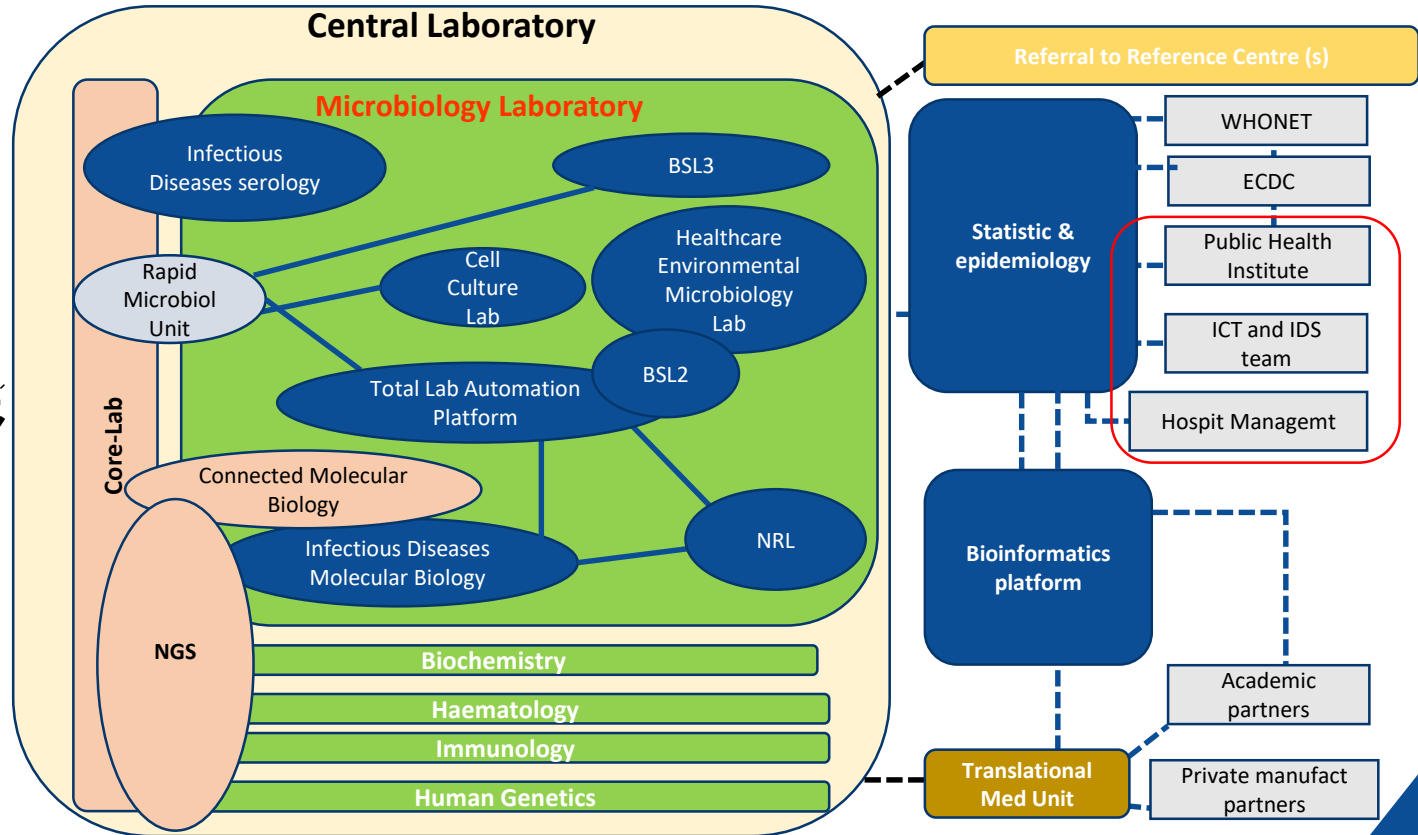 Central Laboratory
Referral to Reference Centre (s)
Microbiology Laboratory
Infectious
Diseases serology
BSL3
Healthcare
Environmental
Microbiology
Lab
Rapid
Microbiol
Unit
Cell
Culture
Lab
BSL2
Total Lab Automation
Platform
Core-Lab
Connected Molecular
Biology
Infectious Diseases
Molecular Biology
NRL
NGS
Biochemistry
Haematology
Immunology
Human Genetics
Statistic &
epidemiology
WHONET
ECDC
Public Health
Institute
ICT and IDS
team
Hospit Managemt
Bioinformatics
platform
Academic
partners
Translational
Med Unit
Private manufact
partners